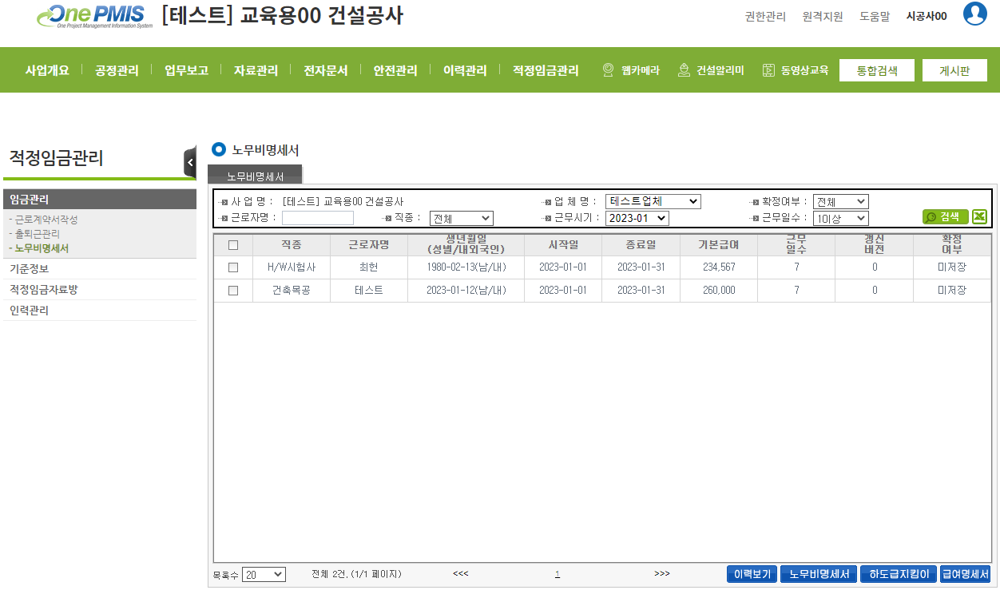 One PMIS
One Project Management Information System
[테스트] 교육용00 건설공사
권한관리 원격지원 도움말 시공사00
사업개요 공정관리 업무보고 자료관리 전자문서 안전관리 이력관리 적정임금관리 웹카메라 건설알리미 동영상교육 통합검색 게시판
적정임금관리
임금관리
- 근로계약서작성
- 출퇴근관리
- 노무비명세서
기준정보
적정임금자료방
인력관리
노무비명세서
노무비명세서
사 업 명 : [테스트] 교육용00 건설공사 업 체 명 : 테스트업체 확정여부 : 전체
근로자명 : 직종 : 전체 근무시기 : 2023-01 근무일수 : 1이상 검색
직종 근로자명 생년월일 (성별/내외국인) 시작일 종료일 기본급여 근무 일수 갱신 버전 확정 여부
H/W시험사 최헌 1980-02-13(남/내) 2023-01-01 2023-01-31 234,567 7 0 미저장
건축목공 테스트 2023-01-12(남/내) 2023-01-01 2023-01-31 260,000 7 0 미저장
목록수 20 전체 2건, (1/1 페이지) <<< 1 >>> 이력보기 노무비명세서 하도급지킴이 급여명세서